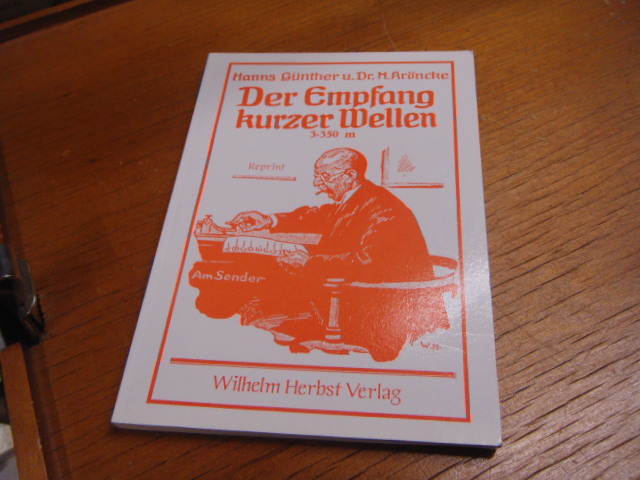 Hanns Günther u. Dr. H. Kröncke
Der Empfang
kurzer Wellen
3-350 m
Reprint
Am Sender
Wilhelm Herbst Verlag